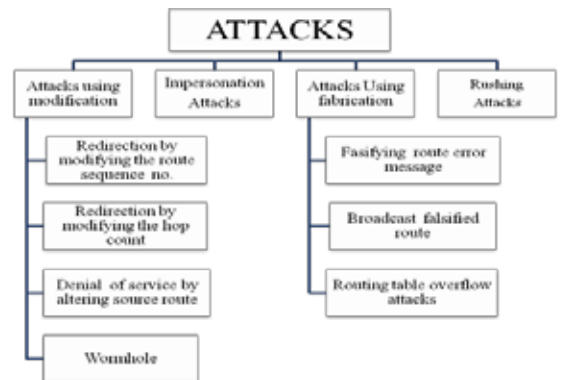 ATTACKS
Attacks using
modification
Impersonation
Attacks
Attacks Using
fabrication
Rushing
Attacks
Redirection by
modifying the route
sequence no.
Redirection by
modifying the hop
count
Denial of service by
altering source route
Wormhole
Fasifying route error
message
Broadcast falsified
route
Routing table overflow
attacks